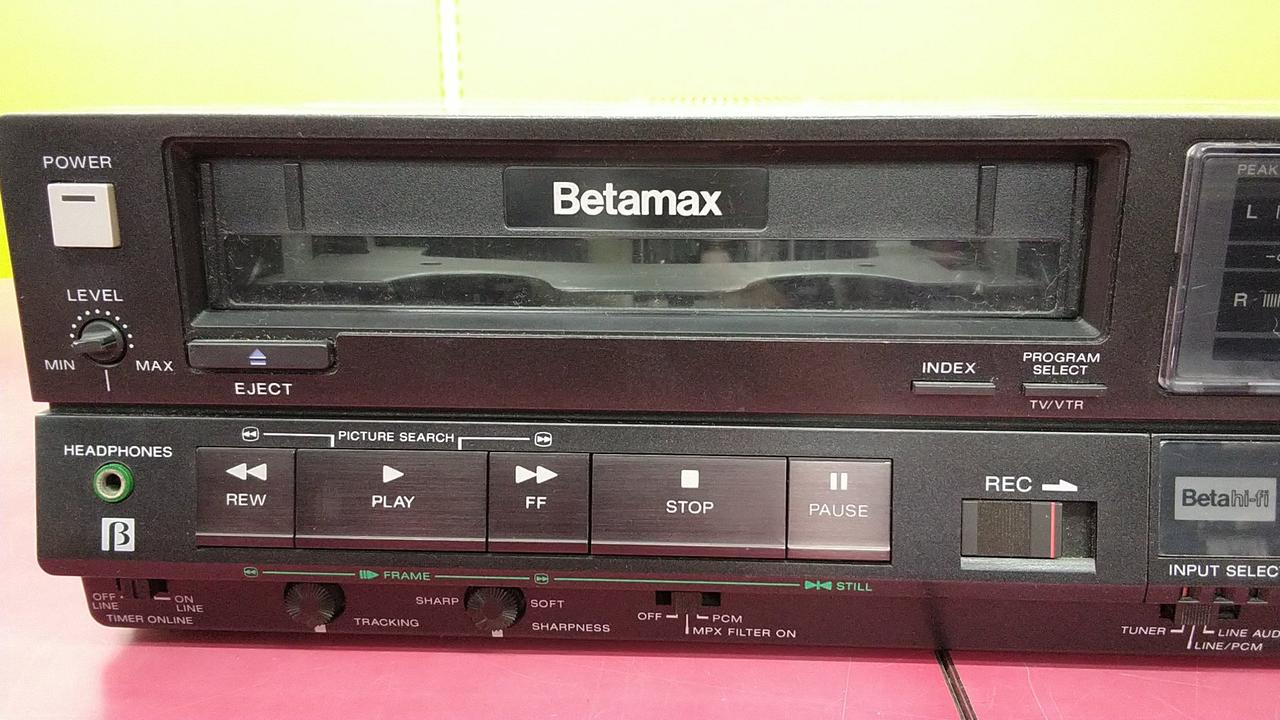 POWER
Betamax
PEAK
L
LEVEL
MIN
MAX
R
EJECT
INDEX
PROGRAM
SELECT
TV/VTR
HEADPHONES
PICTURE SEARCH
REW
PLAY
FF
STOP
PAUSE
REC
Betahi-fi
β
INPUT SELECT
FRAME
STILL
OFF
LINE
ON
LINE
TIMER ONLINE
TRACKING
SHARP
SOFT
SHARPNESS
OFF
PCM
MPX FILTER ON
TUNER
LINE AUD
LINE/PCM